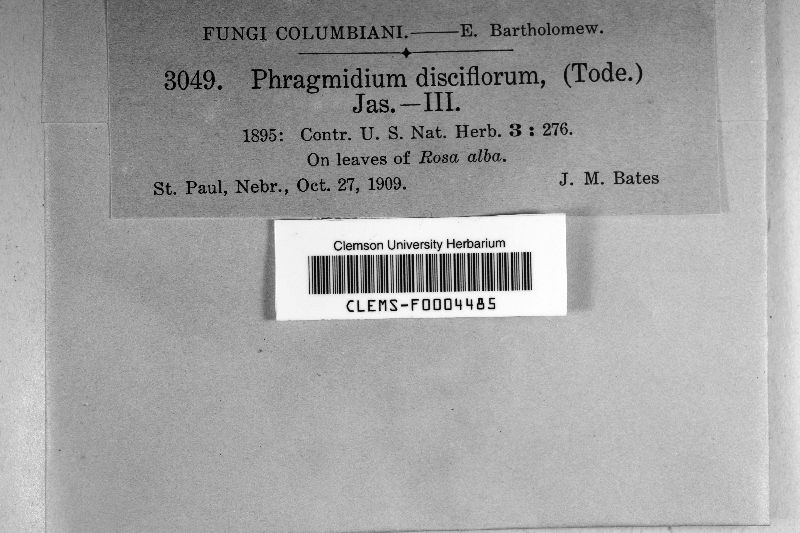 FUNGI COLUMBIANI.——E. Bartholomew.
3049. Phragmidium disciflorum, (Tode.)
Jas.—III.
1895: Contr. U. S. Nat. Herb. 3 : 276.
On leaves of Rosa alba.
St. Paul, Nebr., Oct. 27, 1909. J. M. Bates
Clemson University Herbarium
CLEMS-F0004485